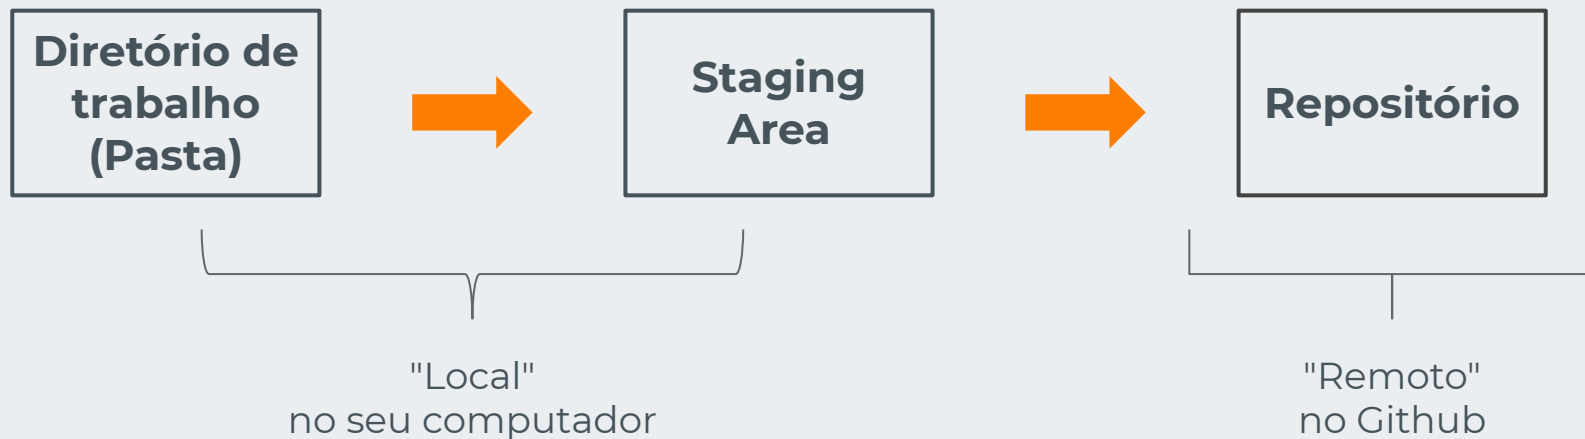 Diretório de
trabalho
(Pasta)
Staging
Area
Repositório
"Local"
no seu computador
"Remoto"
no Github